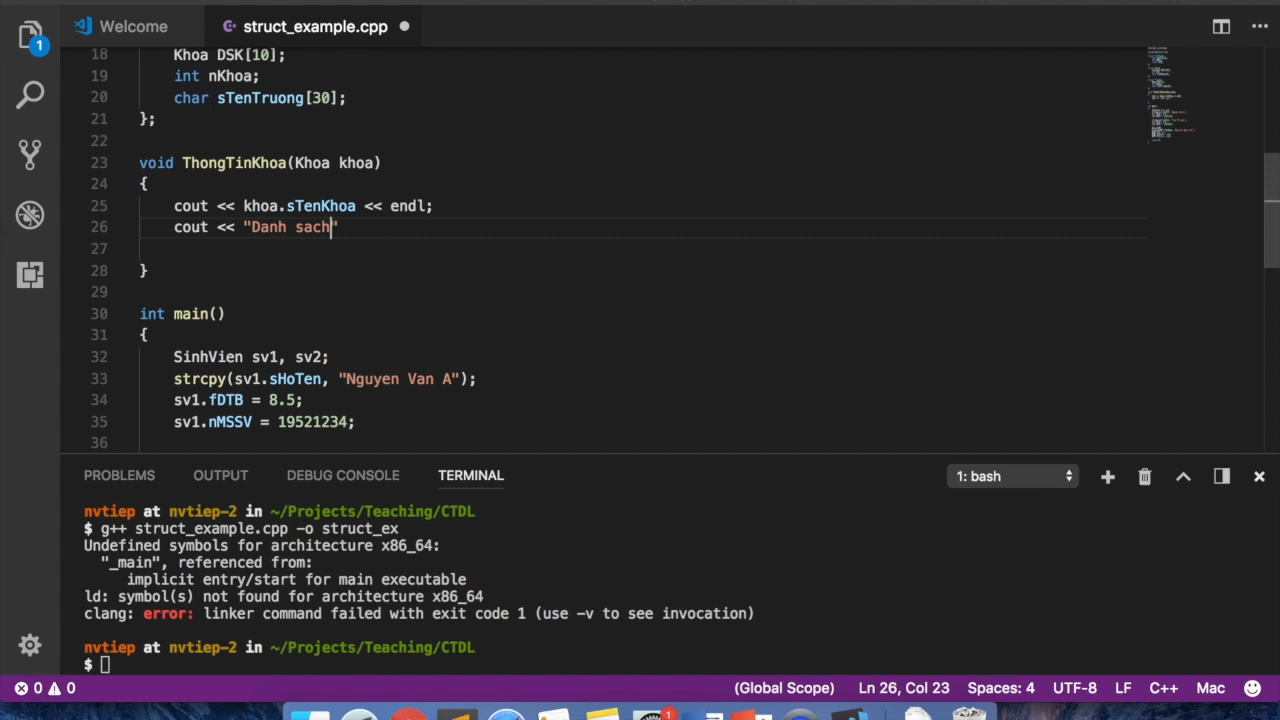 Welcome
struct_example.cpp
1
18 Khoa DSK[10];
19 int nKhoa;
20 char sTenTruong[30];
21 };
22
23 void ThongTinKhoa(Khoa khoa)
24 {
25 cout << khoa.sTenKhoa << endl;
26 cout << "Danh sach"
27
28 }
29
30 int main()
31 {
32 SinhVien sv1, sv2;
33 strcpy(sv1.sHoTen, "Nguyen Van A");
34 sv1.fDTB = 8.5;
35 sv1.nMSSV = 19521234;
36
PROBLEMS OUTPUT DEBUG CONSOLE TERMINAL 1: bash
nvtiep at nvtiep-2 in ~/Projects/Teaching/CTDL
$ g++ struct_example.cpp -o struct_ex
Undefined symbols for architecture x86_64:
"_main", referenced from:
implicit entry/start for main executable
ld: symbol(s) not found for architecture x86_64
clang: error: linker command failed with exit code 1 (use -v to see invocation)
nvtiep at nvtiep-2 in ~/Projects/Teaching/CTDL
$
0 0 (Global Scope) Ln 26, Col 23 Spaces: 4 UTF-8 LF C++ Mac
1